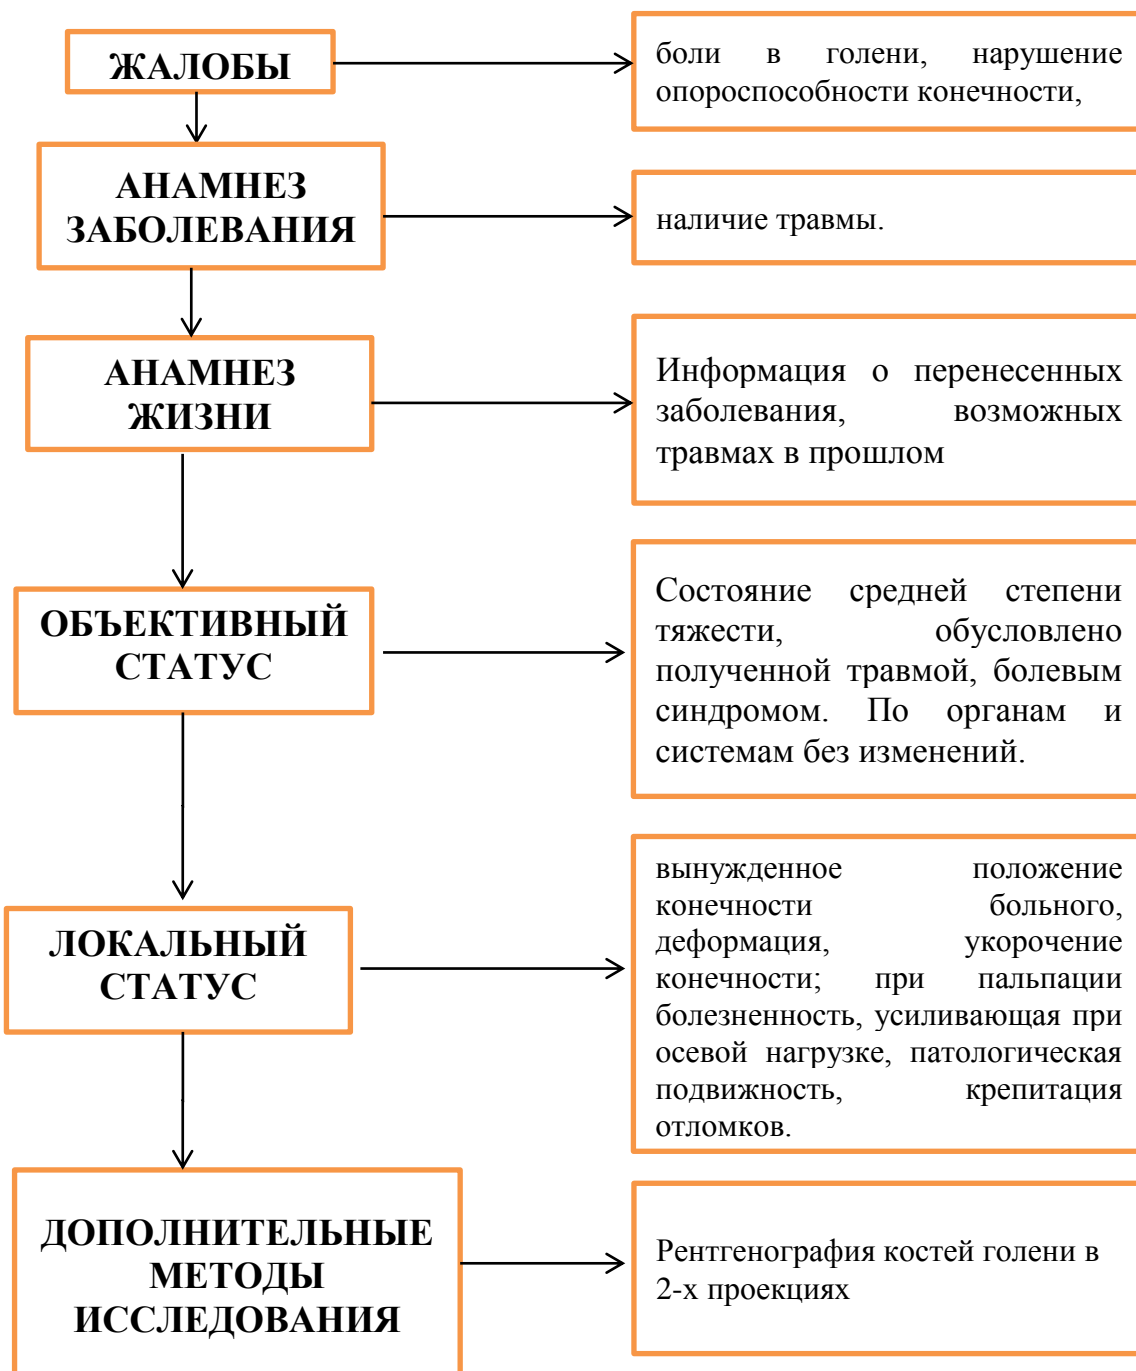 ЖАЛОБЫ
боли в голени, нарушение
опороспособности конечности,
АНАМНЕЗ
ЗАБОЛЕВАНИЯ
наличие травмы.
АНАМНЕЗ
ЖИЗНИ
Информация о перенесенных
заболевания, возможных
травмах в прошлом
ОБЪЕКТИВНЫЙ
СТАТУС
Состояние средней степени
тяжести, обусловлено
полученной травмой, болевым
синдромом. По органам и
системам без изменений.
ЛОКАЛЬНЫЙ
СТАТУС
вынужденное положение
конечности больного,
деформация, укорочение
конечности; при пальпации
болезненность, усиливающая при
осевой нагрузке, патологическая
подвижность, крепитация
отломков.
ДОПОЛНИТЕЛЬНЫЕ
МЕТОДЫ
ИССЛЕДОВАНИЯ
Рентгенография костей голени в
2-х проекциях